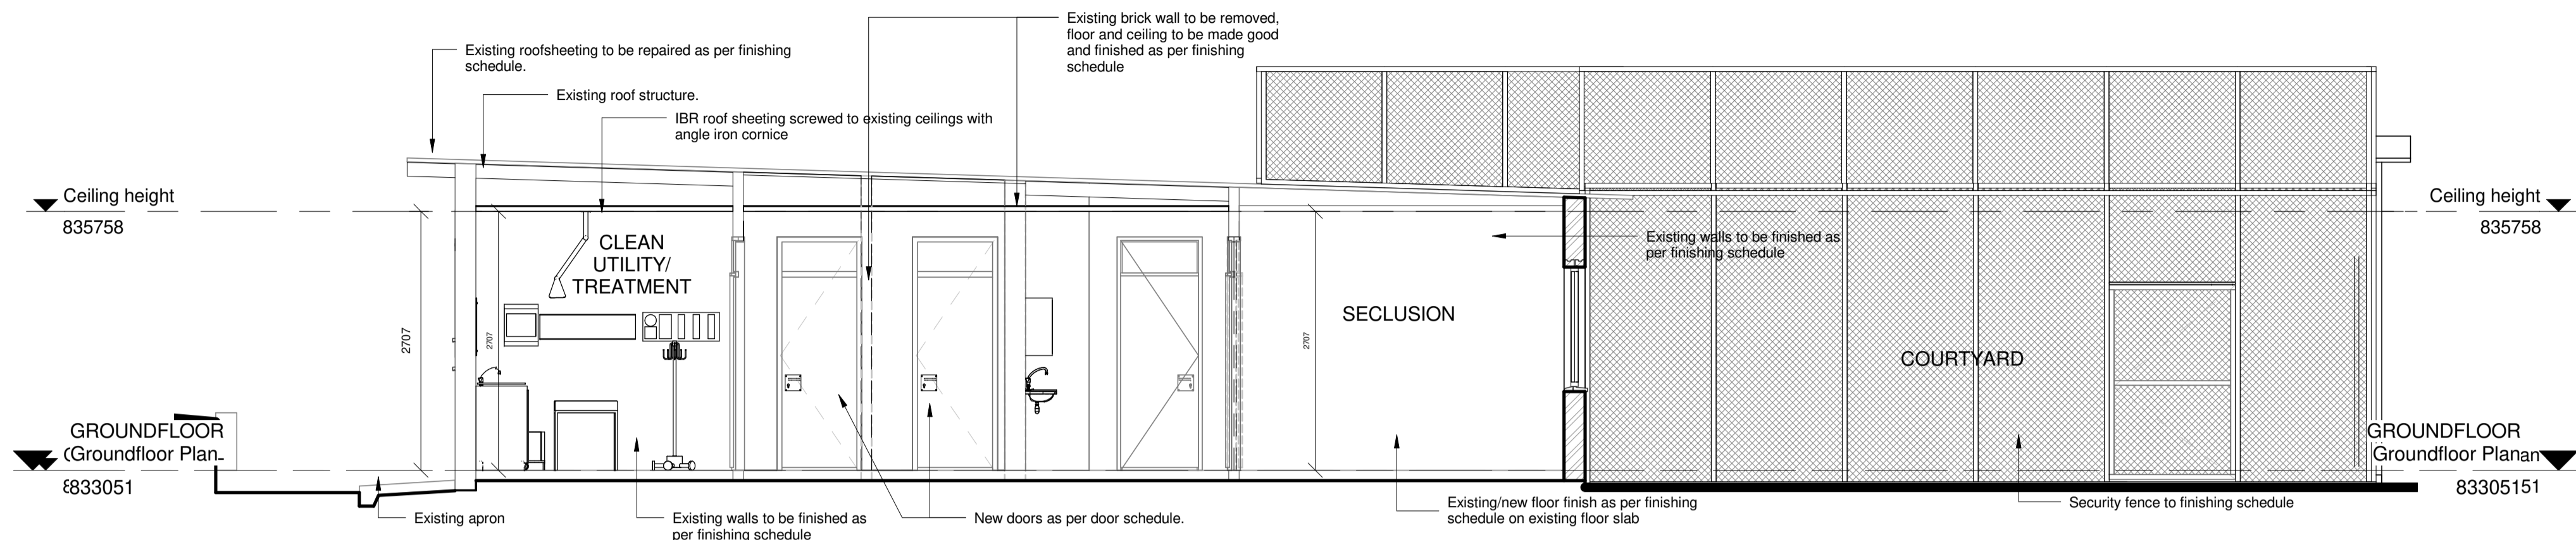 Existing brick wall to be removed,
floor and ceiling to be made good
and finished as per finishing
schedule
Existing roofsheeting to be repaired as per finishing
schedule.
Existing roof structure.
IBR roof sheeting screwed to existing ceilings with
angle iron cornice
Ceiling height
835758
Ceiling height
835758
CLEAN
UTILITY/
TREATMENT
Existing walls to be finished as
per finishing schedule
2707
2707
2707
SECLUSION
COURTYARD
GROUNDFLOOR
Groundfloor Plan
833051
GROUNDFLOOR
Groundfloor Plan
833051
Existing apron
Existing walls to be finished as
per finishing schedule
New doors as per door schedule.
Existing/new floor finish as per finishing
schedule on existing floor slab
Security fence to finishing schedule